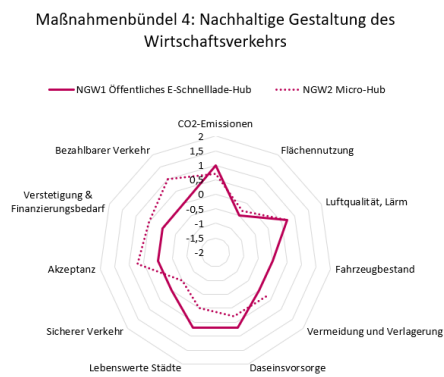 Maßnahmenbündel 4: Nachhaltige Gestaltung des
Wirtschaftsverkehrs
NGW1 Öffentliches E-Schnelllade-Hub
NGW2 Micro-Hub
CO2-Emissionen
2
Bezahlbarer Verkehr
Flächennutzung
1,5
1
0,5
Verstetigung &
Finanzierungsbedarf
Luftqualität, Lärm
0
-0,5
-1
-1,5
-2
Akzeptanz
Fahrzeugbestand
Sicherer Verkehr
Vermeidung und Verlagerung
Lebenswerte Städte
Daseinsvorsorge